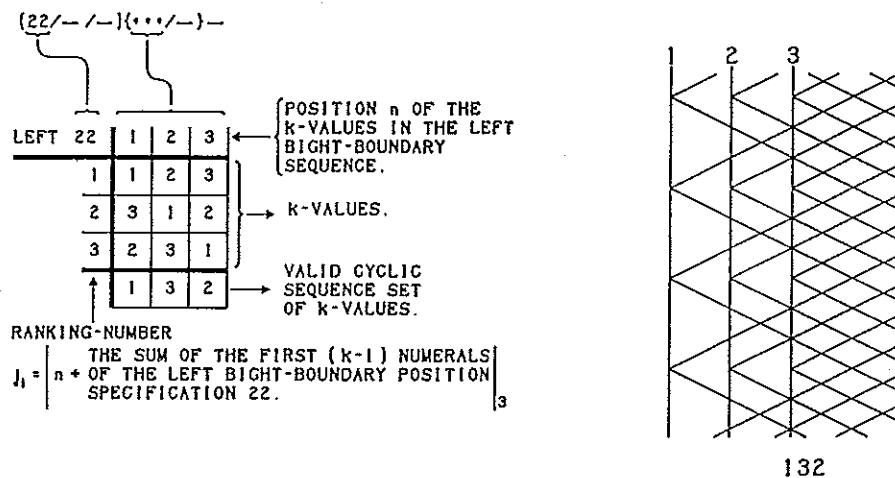 (22/—/—){•••/—}—
LEFT 22 1 2 3
POSITION n OF THE
k-VALUES IN THE LEFT
BIGHT-BOUNDARY
SEQUENCE.
1 1 2 3
2 3 1 2
3 2 3 1
k-VALUES.
1 3 2
VALID CYCLIC
SEQUENCE SET
OF k-VALUES.
RANKING-NUMBER
THE SUM OF THE FIRST (k-1) NUMERALS
n + OF THE LEFT BIGHT-BOUNDARY POSITION
SPECIFICATION 22. 3
1 2 3
132